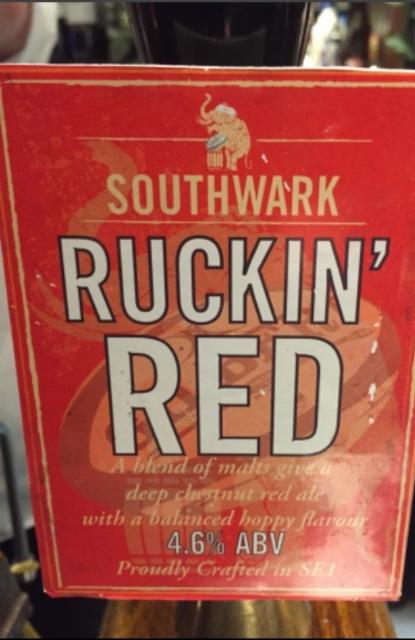 SOUTHWARK
RUCKIN'
RED
A blend of malts give a
deep chestnut red ale
with a balanced hoppy flavour
4.6% ABV
Proudly Crafted in SE1